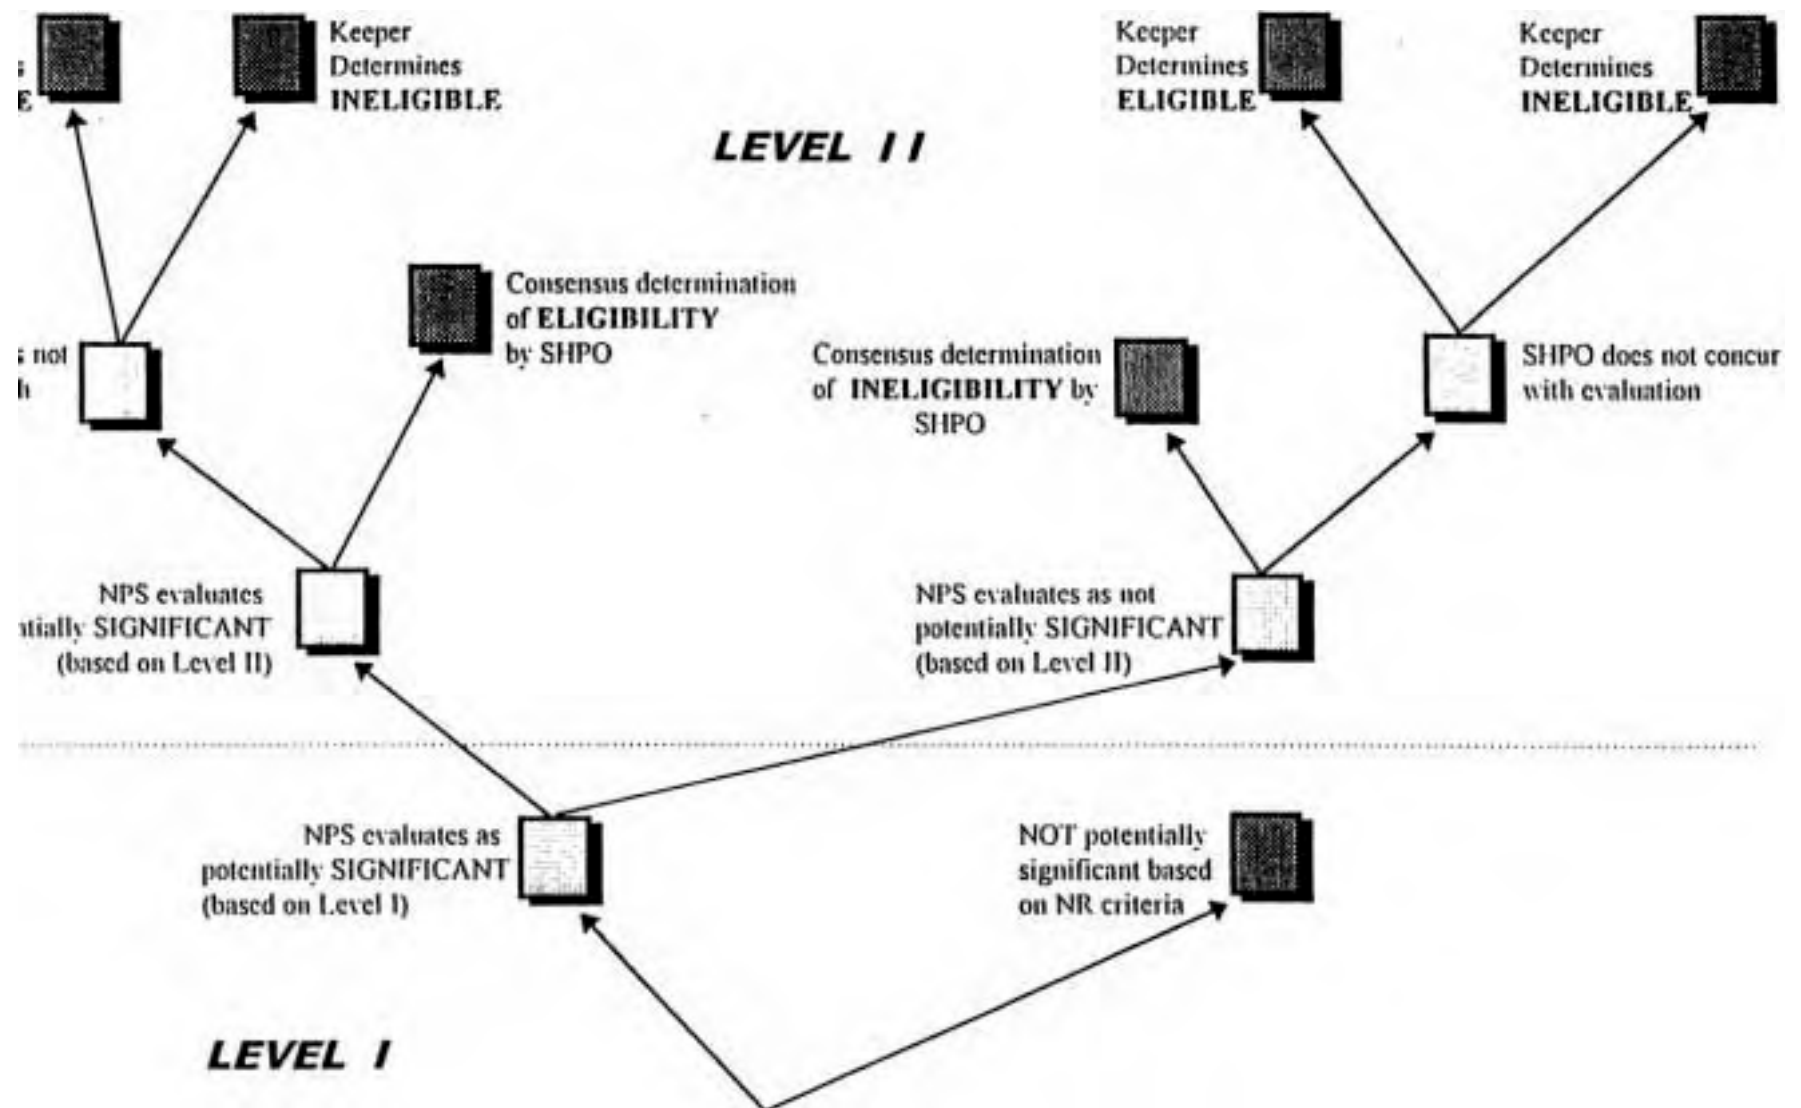 Keeper
Determines
INELIGIBLE
Keeper
Determines
ELIGIBLE
Keeper
Determines
INELIGIBLE
LEVEL II
Consensus determination
of ELIGIBILITY
by SHPO
not
Consensus determination
of INELIGIBILITY by
SHPO
SHPO does not concur
with evaluation
NPS evaluates
SIGNIFICANT
(based on Level II)
NPS evaluates as not
potentially SIGNIFICANT
(based on Level II)
NPS evaluates as
potentially SIGNIFICANT
(based on Level I)
NOT potentially
significant based
on NR criteria
LEVEL I